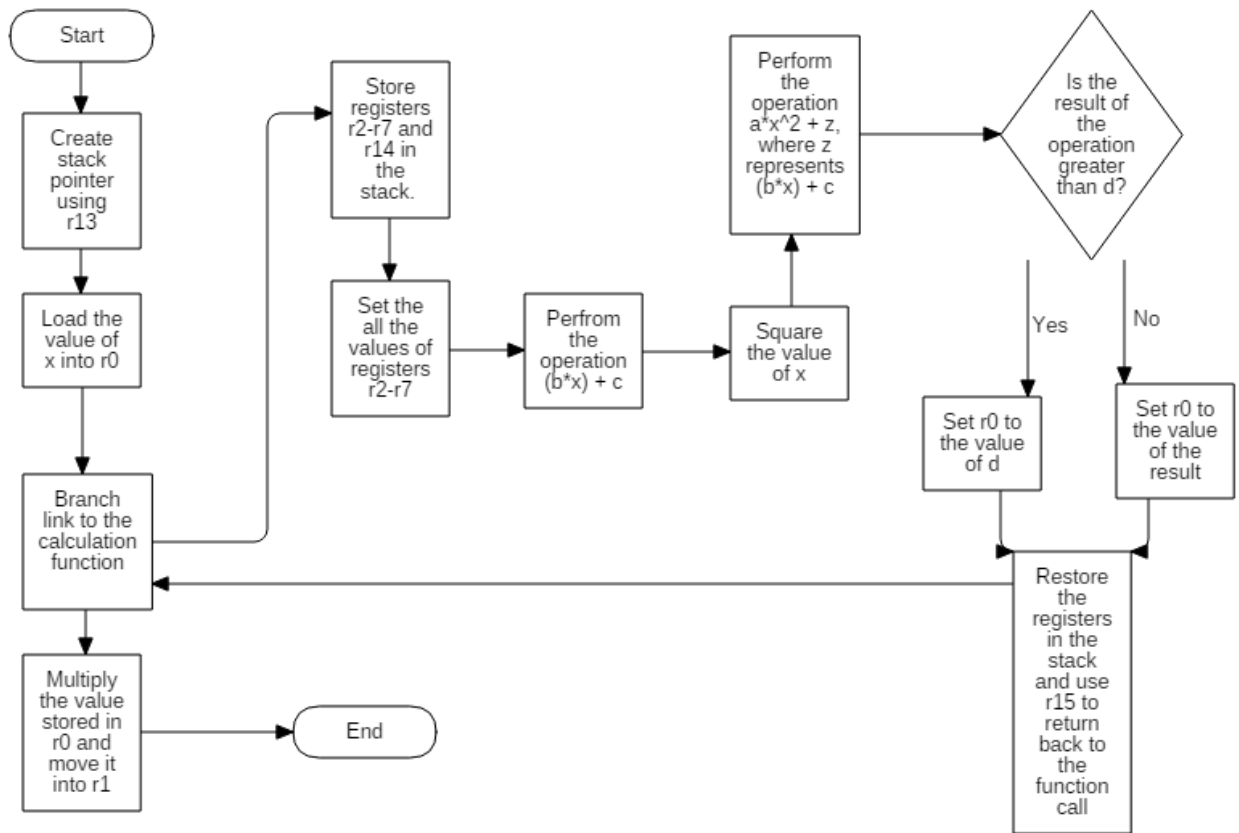 Start
Create
stack
pointer
using
r13
Load the
value of
x into r0
Branch
link to the
calculation
function
Multiply
the value
stored in
r0 and
move it
into r1
End
Store
registers
r2-r7 and
r14 in
the
stack.
Set the
all the
values of
registers
r2-r7
Perfrom
the
operation
(b*x) + c
Square
the value
of x
Perform
the
operation
a*x^2 + z,
where z
represents
(b*x) + c
Is the
result of
the
operation
greater
than d?
Yes
No
Set r0 to
the value
of d
Set r0 to
the value
of the
result
Restore
the
registers
in the
stack
and use
r15 to
return
back to
the
function
call